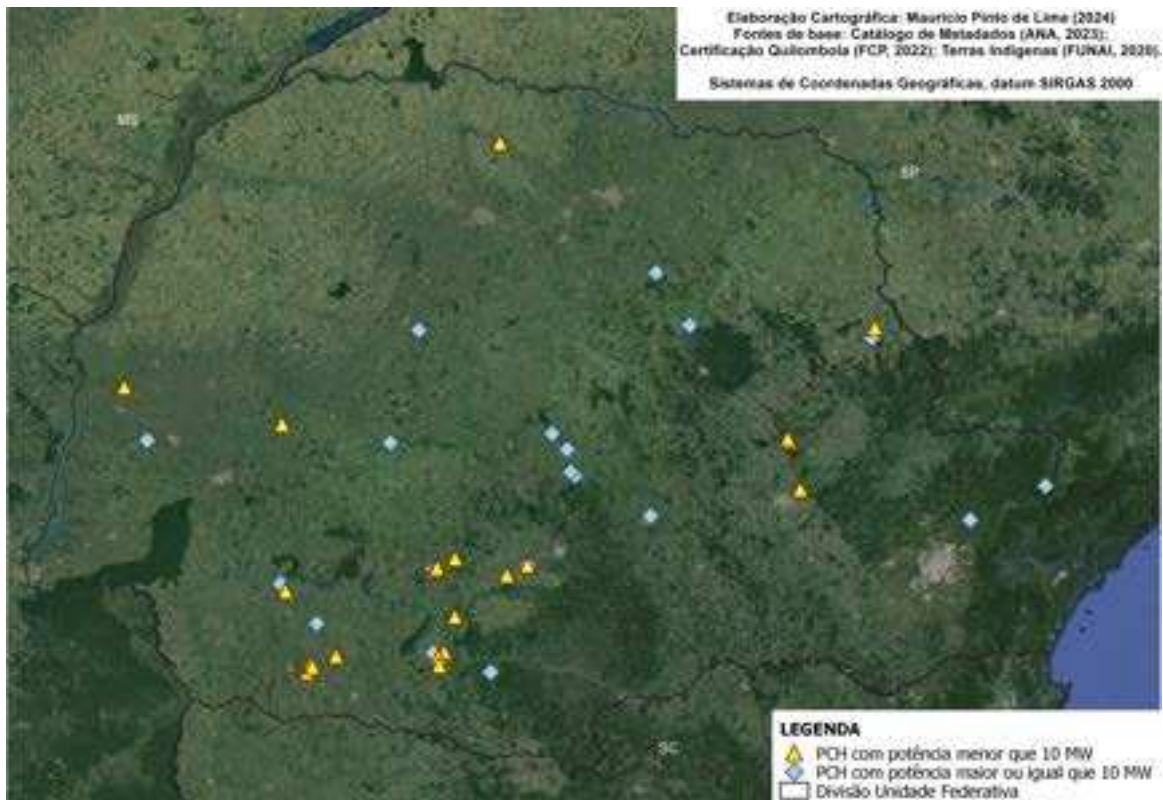 Elaboração Cartográfica: Maurício Pinto de Lima (2024)
Fontes de base: Catálogo de Metadados (ANA, 2023);
Certificação Quilombola (FCP, 2022); Terras Indígenas (FUNAI, 2020).
Sistemas de Coordenadas Geográficas, datum SIRGAS 2000
MS
SP
SC
LEGENDA
PCH com potência menor que 10 MW
PCH com potência maior ou igual que 10 MW
Divisão Unidade Federativa